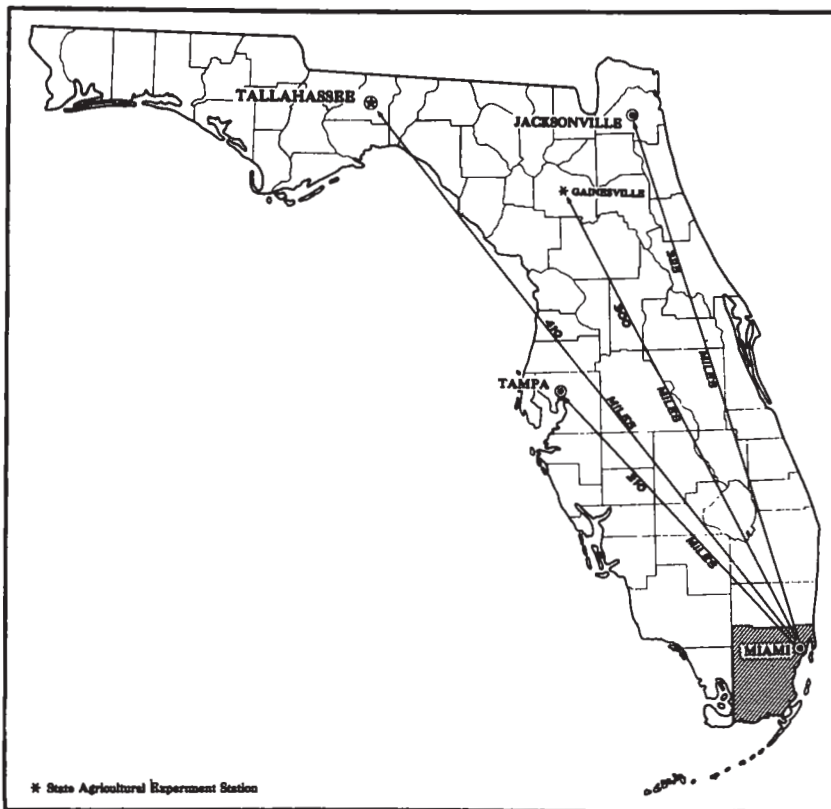 TALLAHASSEE
JACKSONVILLE
* GAINESVILLE
300
410
MILES
MILES
TAMPA
MILES
210
MILES
MIAMI
* State Agricultural Experiment Station